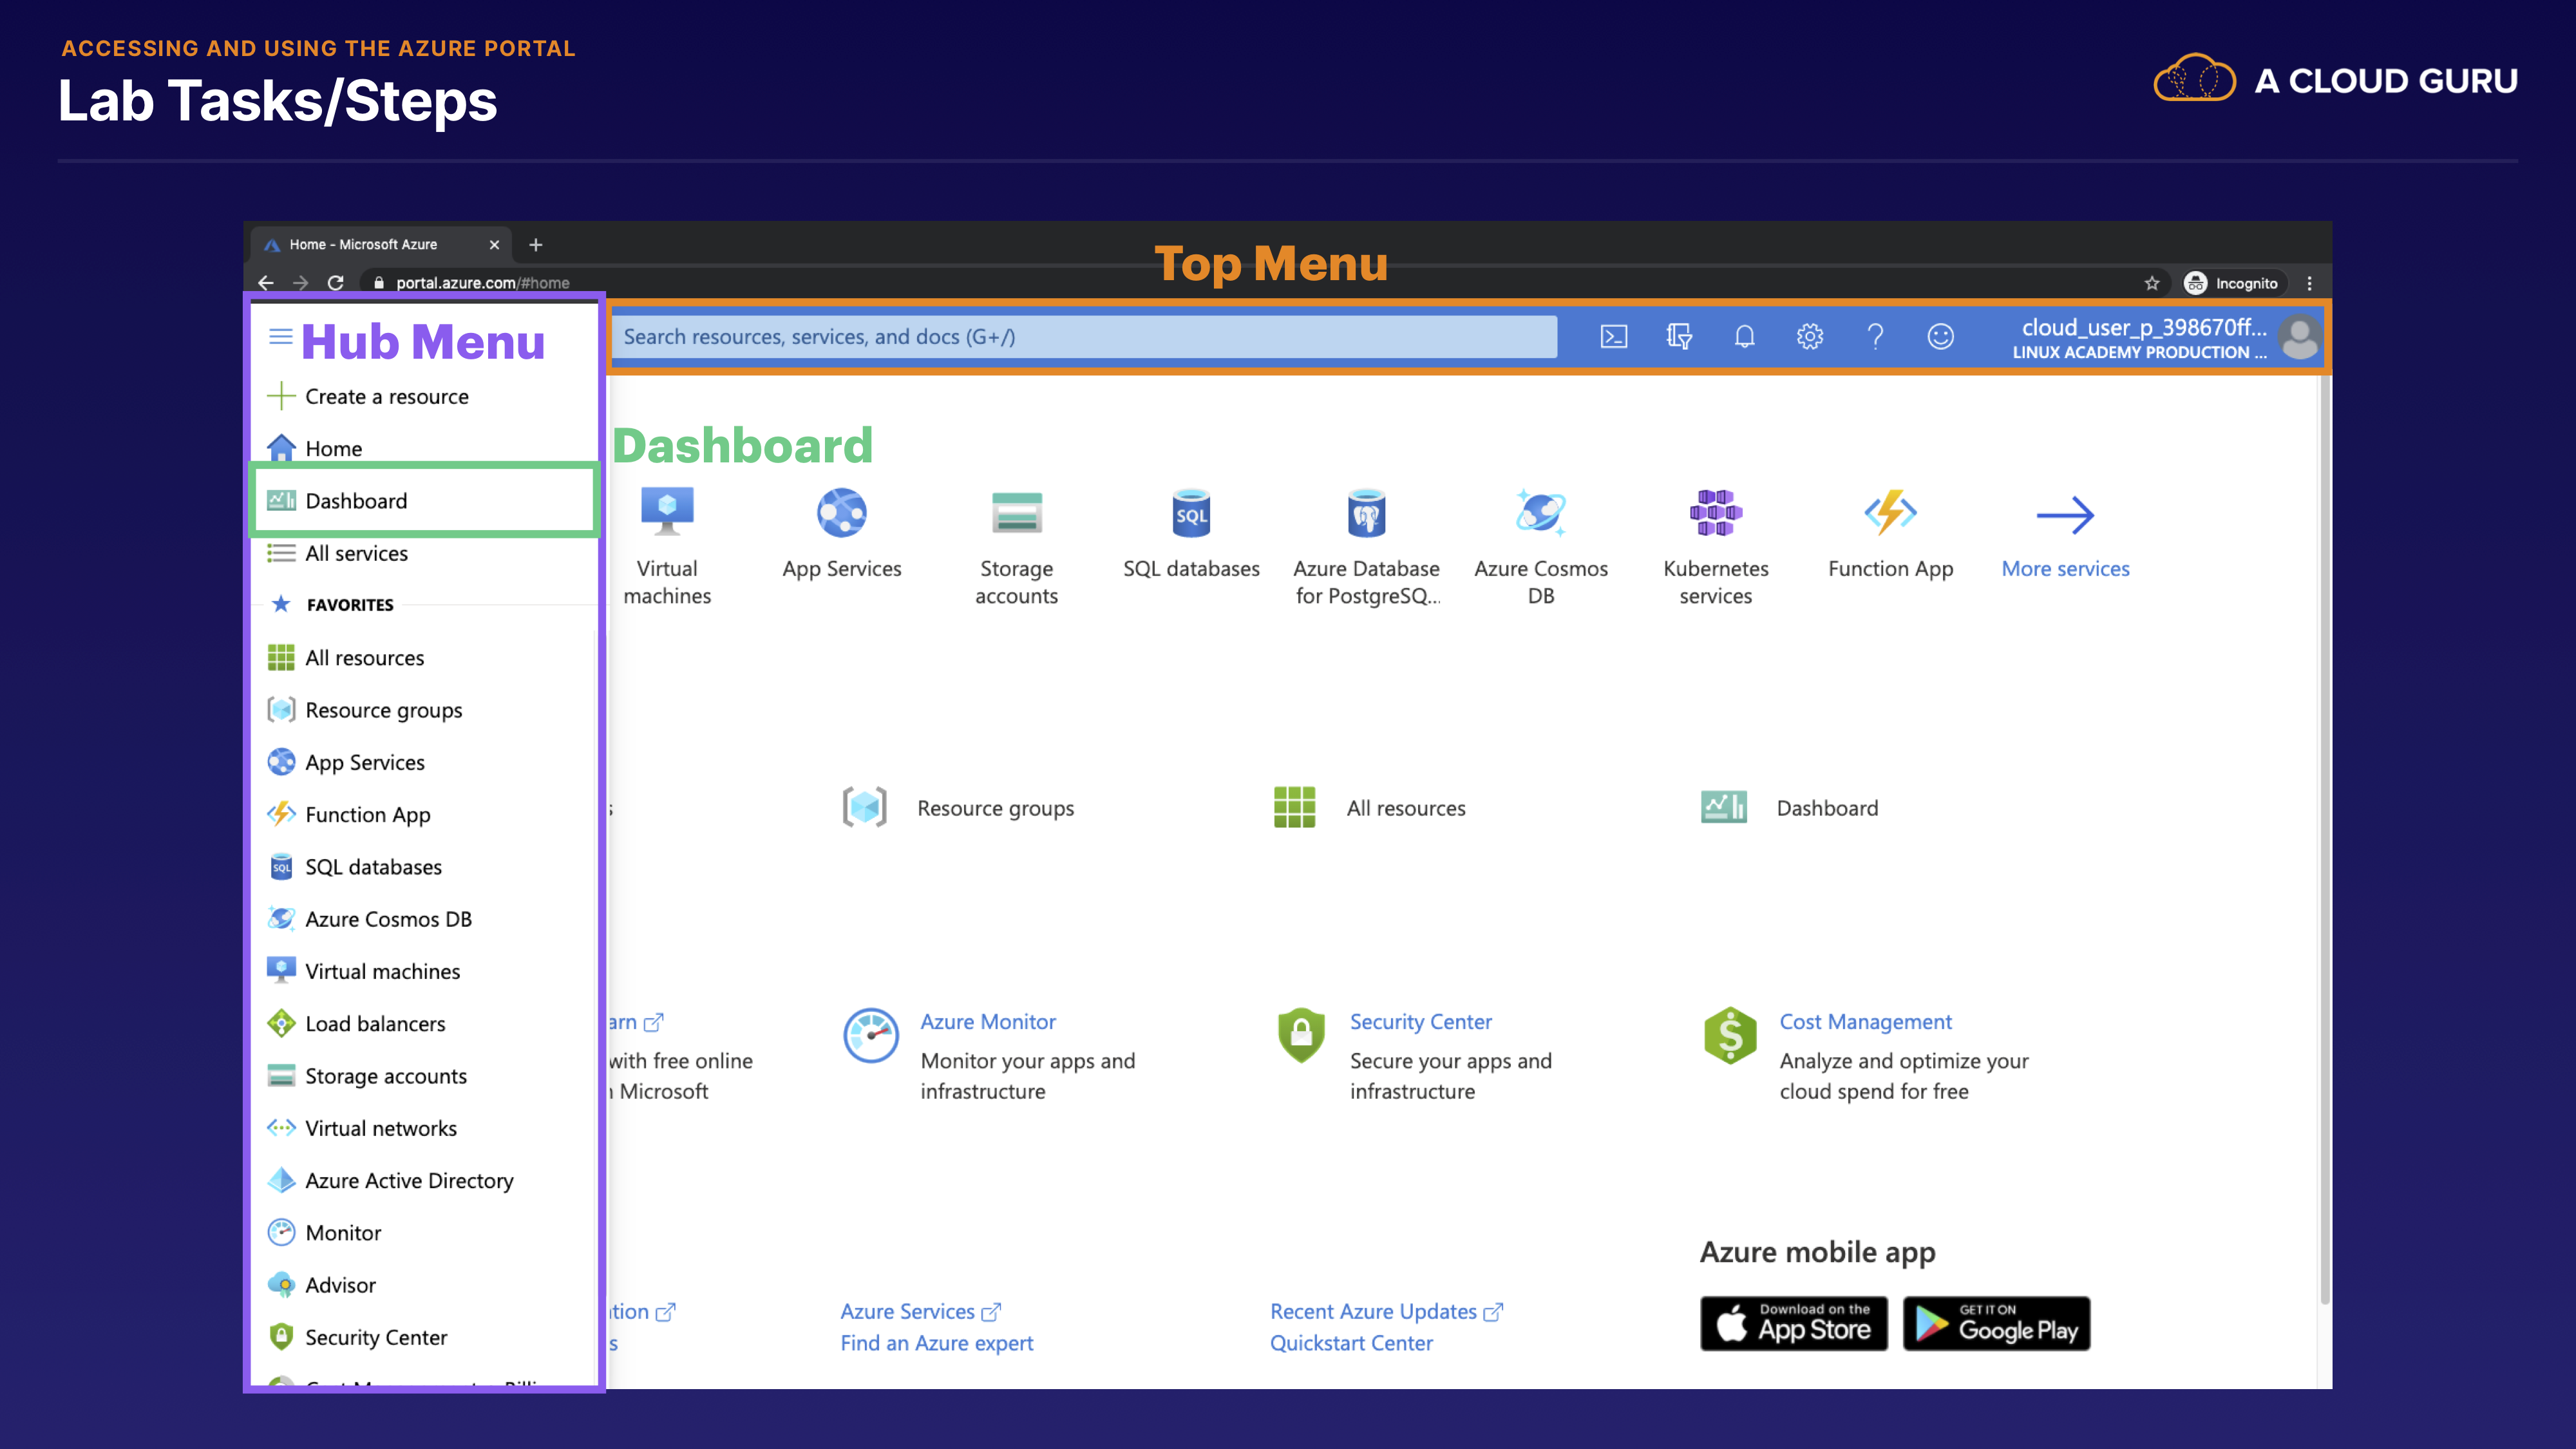 ACCESSING AND USING THE AZURE PORTAL
Lab Tasks/Steps
A CLOUD GURU
Home - Microsoft Azure
Top Menu
portal.azure.com/#home
Incognito
Hub Menu
Search resources, services, and docs (G+/)
cloud_user_p_398670ff...
LINUX ACADEMY PRODUCTION ...
Create a resource
Home
Dashboard
All services
FAVORITES
All resources
Resource groups
App Services
Function App
SQL databases
Azure Cosmos DB
Virtual machines
Load balancers
Storage accounts
Virtual networks
Azure Active Directory
Monitor
Advisor
Security Center
Dashboard
Virtual
machines
App Services
Storage
accounts
SQL
SQL databases
Azure Database
for PostgreSQ...
Azure Cosmos
DB
Kubernetes
services
Function App
More services
Resource groups
All resources
Dashboard
arn
with free online
Microsoft
Azure Monitor
Monitor your apps and
infrastructure
Security Center
Secure your apps and
infrastructure
Cost Management
Analyze and optimize your
cloud spend for free
Azure mobile app
Download on the
App Store
GET IT ON
Google Play
tion
s
Azure Services
Find an Azure expert
Recent Azure Updates
Quickstart Center